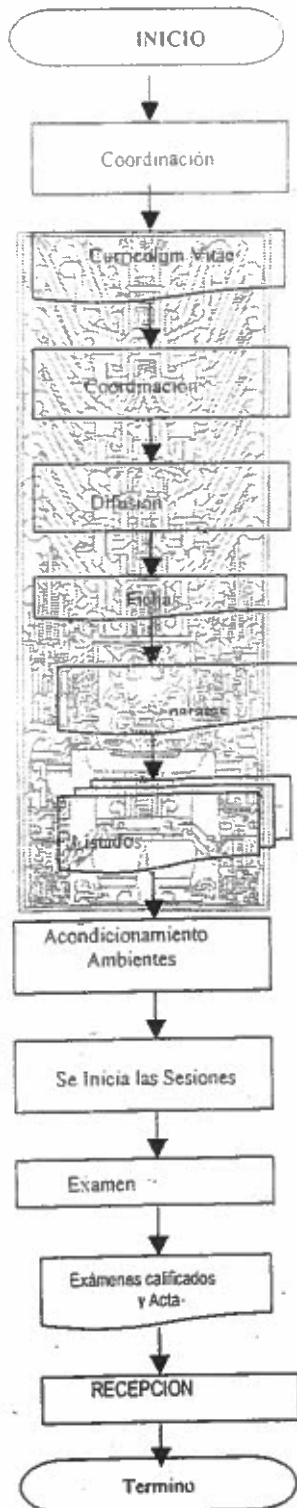 INICIO
Coordinación
Curriculum Vitae
Coordinación
Difusión
Fichas
Listados
Acondicionamiento
Ambientes
Se Inicia las Sesiones
Examen
Exámenes calificados
y Acta-
RECEPCION
Termino